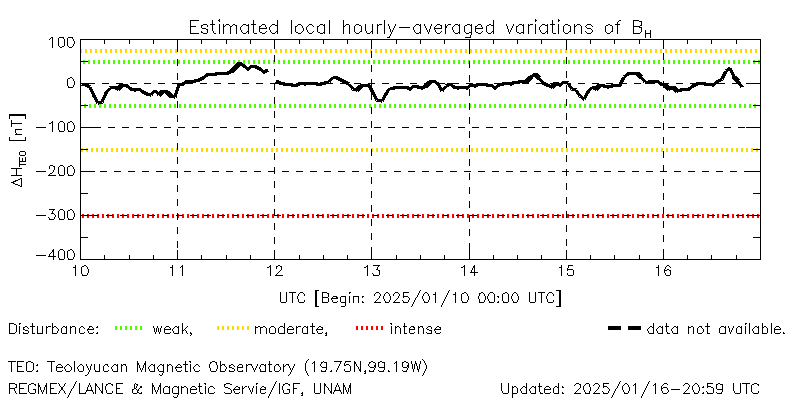 Estimated local hourly-averaged variations of B_H
100
0
-100
-200
-300
-400
ΔH_TEO [nT]
10 11 12 13 14 15 16
UTC [Begin: 2025/01/10 00:00 UTC]
Disturbance: weak, moderate, intense data not available.
TEO: Teoloyucan Magnetic Observatory (19.75N,99.19W)
REGMEX/LANCE & Magnetic Servie/IGF, UNAM Updated: 2025/01/16-20:59 UTC